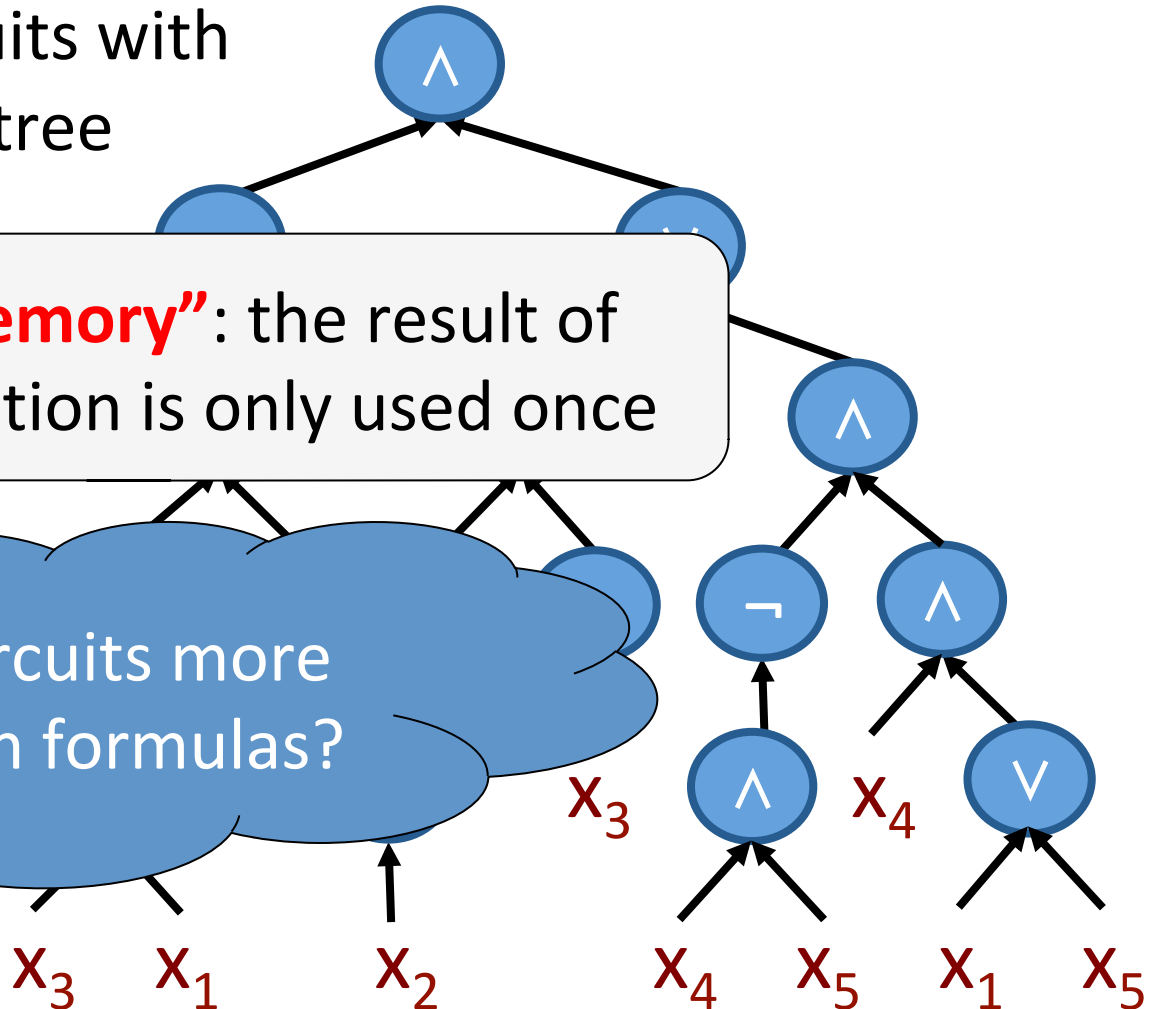 uits with
∧
tree
emory”: the result of
tion is only used once
∧
¬ ∧
rcuits more
n formulas?
x3 ∧ x4 ∨
x3 x1 x2 x4 x5 x1 x5